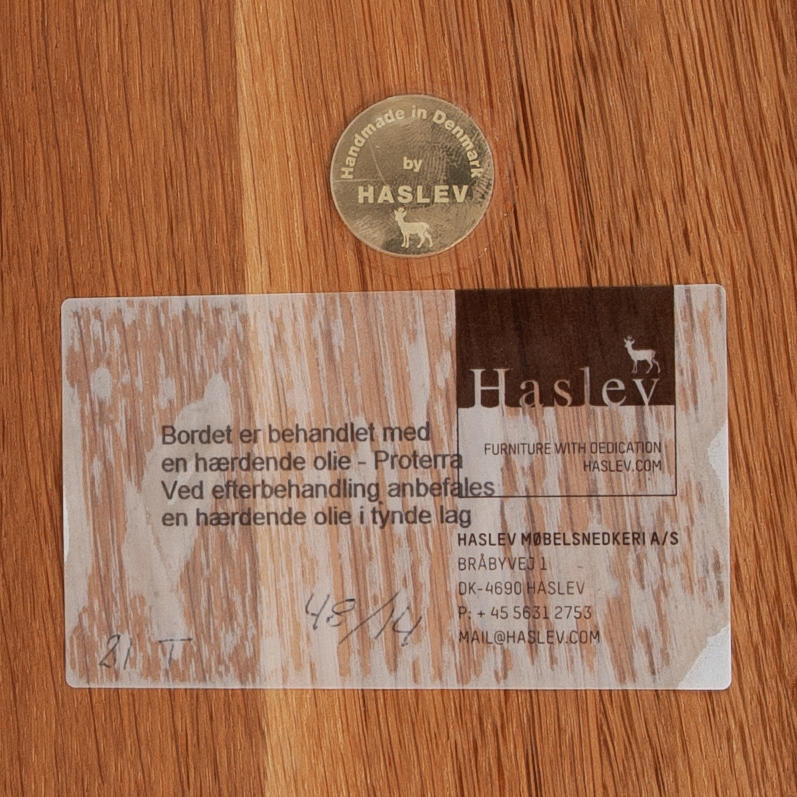 Handmade in Denmark
by
HASLEV
Haslev
FURNITURE WITH DEDICATION
HASLEV.COM
Bordet er behandlet med
en hærdende olie - Proterra
Ved efterbehandling anbefales
en hærdende olie i tynde lag
HASLEV MØBELSNEDKERI A/S
BRÅBYVEJ 1
DK-4690 HASLEV
P: + 45 5631 2753
MAIL@HASLEV.COM
48/14
21 T